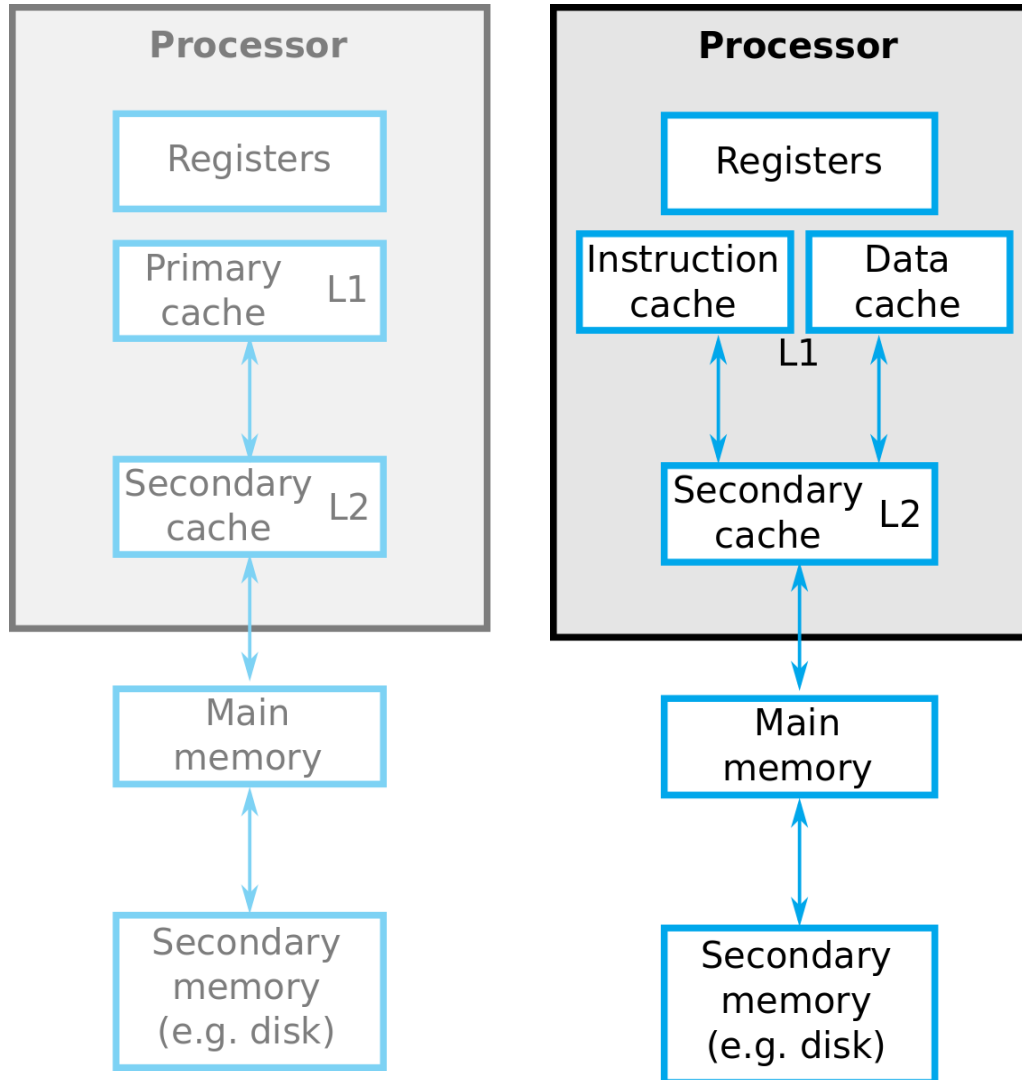 Processor
Registers
Primary
cache
L1
Secondary
cache
L2
Main
memory
Secondary
memory
(e.g. disk)
Processor
Registers
Instruction
cache
Data
cache
L1
Secondary
cache
L2
Main
memory
Secondary
memory
(e.g. disk)